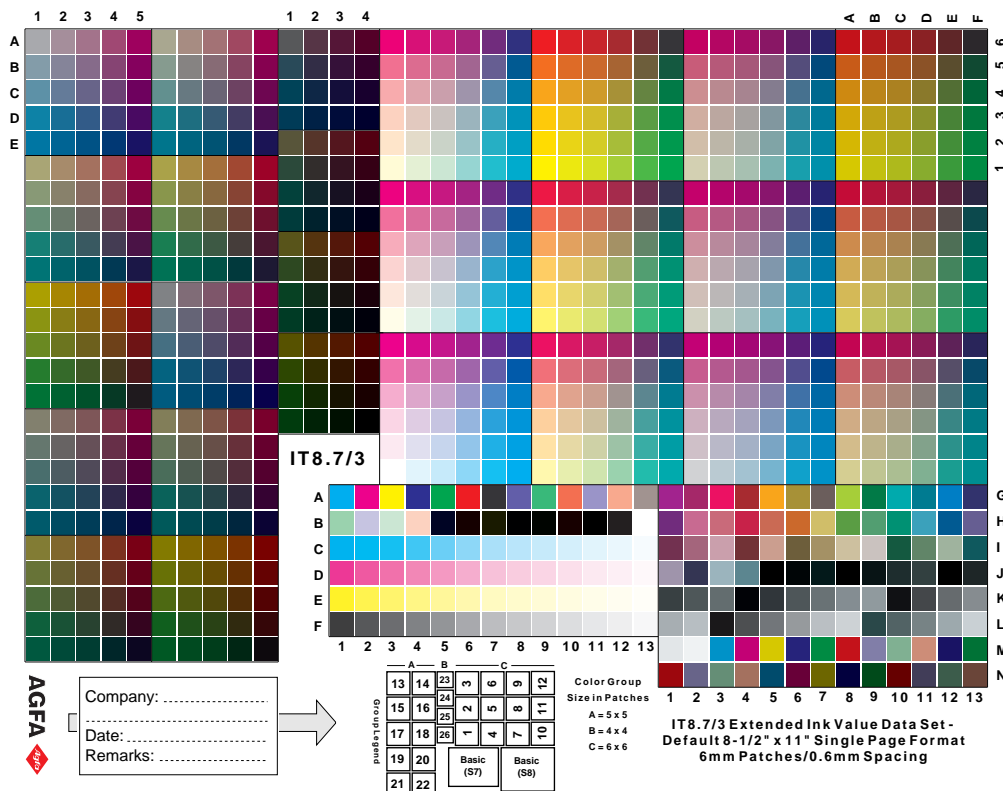 1 2 3 4 5
1 2 3 4
A B C D E F
A
B
C
D
E
6
5
4
3
2
1
IT8.7/3
A
B
C
D
E
F
G
H
I
J
K
L
M
N
1 2 3 4 5 6 7 8 9 10 11 12 13
1 2 3 4 5 6 7 8 9 10 11 12 13
AGFA
Agfa
Company:
Date:
Remarks:
Group Legend
A B C
13 14 23 3 6 9 12
24
15 16 25 2 5 8 11
17 18 26 1 4 7 10
19 20
21 22
Basic
(S7)
Basic
(S8)
Color Group
Size in Patches
A = 5 x 5
B = 4 x 4
C = 6 x 6
IT8.7/3 Extended Ink Value Data Set -
Default 8-1/2" x 11" Single Page Format
6mm Patches/0.6mm Spacing